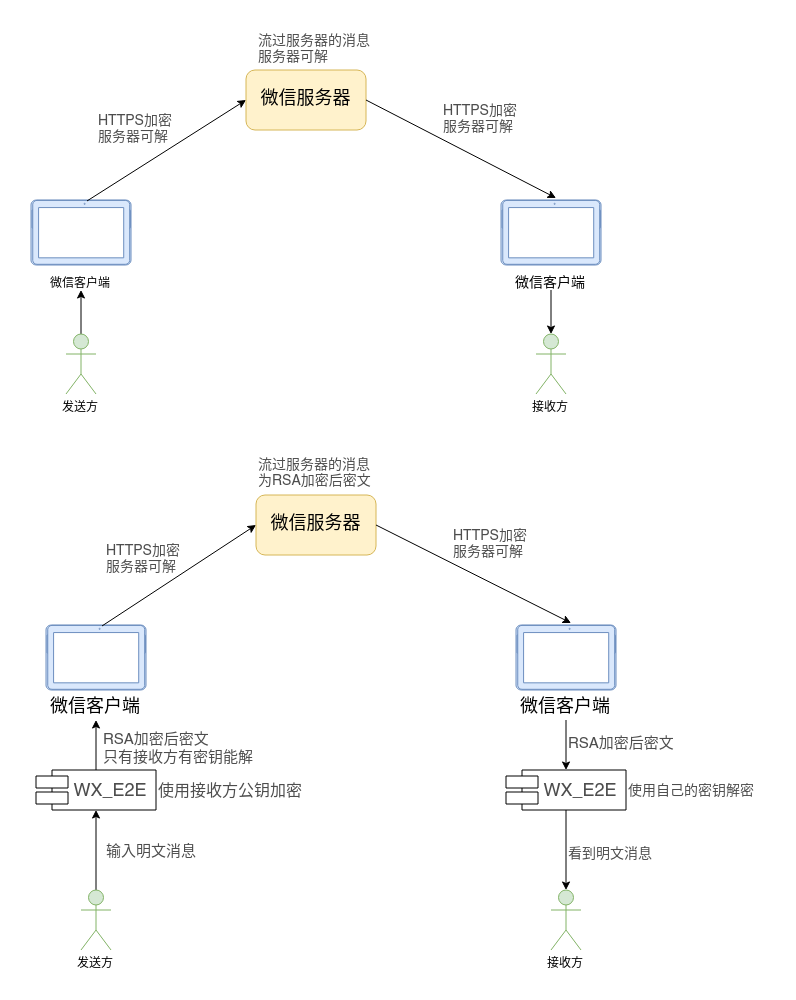 流过服务器的消息
服务器可解
微信服务器
HTTPS加密
服务器可解
HTTPS加密
服务器可解
微信客户端
微信客户端
发送方
接收方
流过服务器的消息
为RSA加密后密文
微信服务器
HTTPS加密
服务器可解
HTTPS加密
服务器可解
微信客户端
微信客户端
RSA加密后密文
只有接收方有密钥能解
RSA加密后密文
WX_E2E
使用接收方公钥加密
WX_E2E
使用自己的密钥解密
输入明文消息
看到明文消息
发送方
接收方